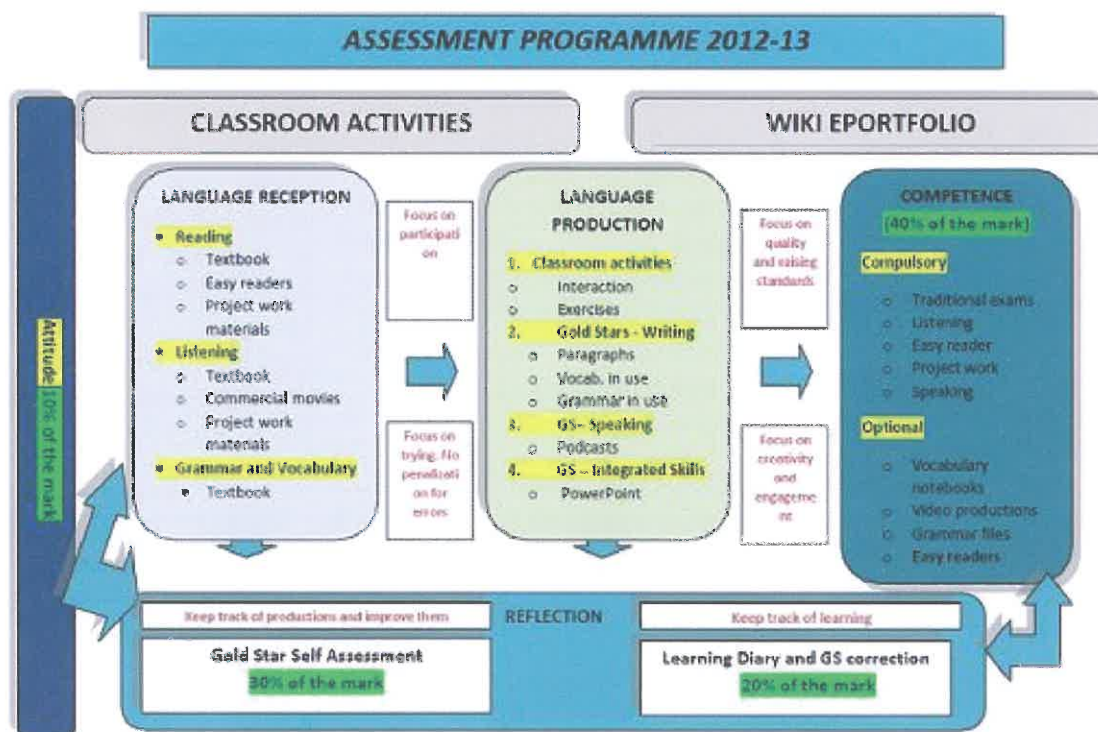 ASSESSMENT PROGRAMME 2012-13
CLASSROOM ACTIVITIES
WIKI EPORTFOLIO
Attitude 10% of the mark
LANGUAGE RECEPTION
• Reading
○ Textbook
○ Easy readers
○ Project work
materials
• Listening
○ Textbook
○ Commercial movies
○ Project work
materials
• Grammar and Vocabulary
• Textbook
Focus on
participati
on
Focus on
trying. No
penalizati
on for
errors
LANGUAGE
PRODUCTION
1. Classroom activities
○ Interaction
○ Exercises
2. Gold Stars - Writing
○ Paragraphs
○ Vocab. in use
○ Grammar in use
3. GS– Speaking
○ Podcasts
4. GS – Integrated Skills
○ PowerPoint
Focus on
quality
and raising
standards
Focus on
creativity
and
engageme
nt
COMPETENCE
(40% of the mark)
Compulsory
○ Traditional exams
○ Listening
○ Easy reader
○ Project work
○ Speaking
Optional
○ Vocabulary
notebooks
○ Video productions
○ Grammar files
○ Easy readers
Keep track of productions and improve them
REFLECTION
Keep track of learning
Gold Star Self Assessment
30% of the mark
Learning Diary and GS correction
20% of the mark